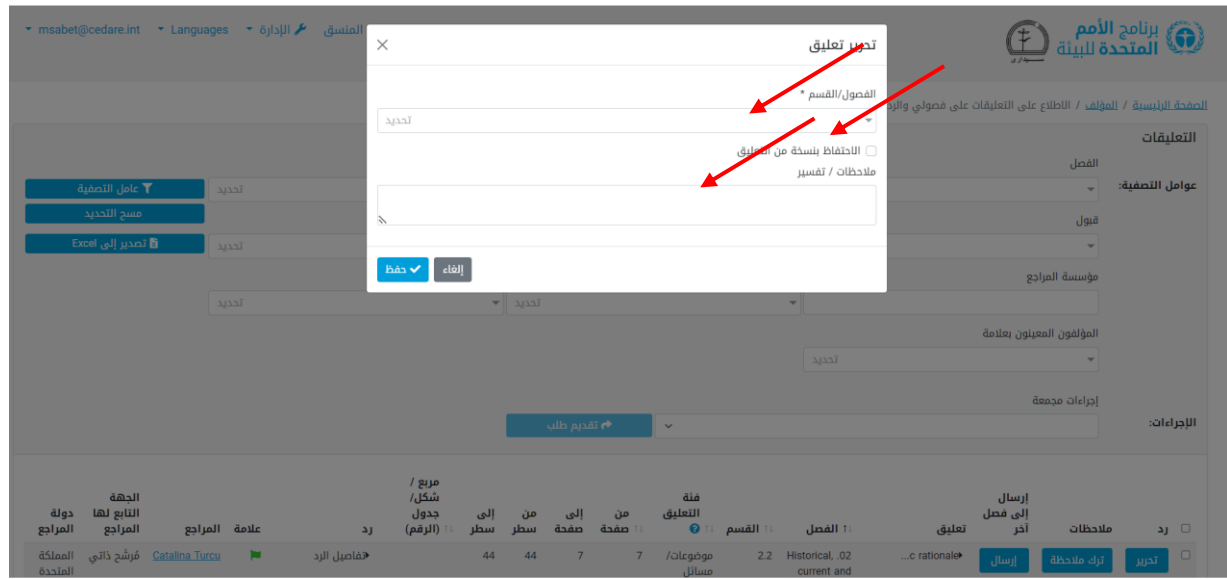 برنامج الأمم
المتحدة للبيئة
المنسق
الإدارة
Languages
msabet@cedare.int
تحرير تعليق
الفصول/القسم *
تحديد
الاحتفاظ بنسخة من التعليق
ملاحظات / تفسير
إلغاء
حفظ
الصفحة الرئيسية / المؤلف / الاطلاع على التعليقات على فصولي والرد
التعليقات
عوامل التصفية:
الفصل
تحديد
عامل التصفية
مسح التحديد
قبول
تحديد
تصدير إلى Excel
مؤسسة المراجع
تحديد
تحديد
المؤلفون المعينون بعلامة
تحديد
إجراءات مجمعة
الإجراءات:
تقديم طلب
رد
ملاحظات
إرسال
إلى فصل
آخر
تعليق
الفصل
القسم
فئة
التعليق
من
صفحة
إلى
صفحة
من
سطر
إلى
سطر
مربع /
شكل/
جدول
(الرقم)
رد
علامة
المراجع
الجهة
التابع لها
المراجع
دولة
المراجع
تحرير
ترك ملاحظة
إرسال
...c rationale
Historical, .02
current and
2.2
موضوعات/
مسائل
7
7
44
44
تفاصيل الرد
Catalina Turcu
مُرشَّح ذاتي
المملكة
المتحدة